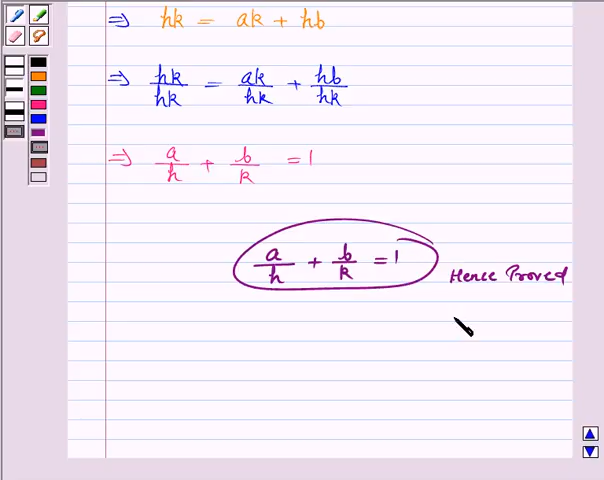 ⇒ hk = ak + hb
⇒ hk/hk = ak/hk + hb/hk
⇒ a/h + b/k = 1
a/h + b/k = 1 Hence Proved